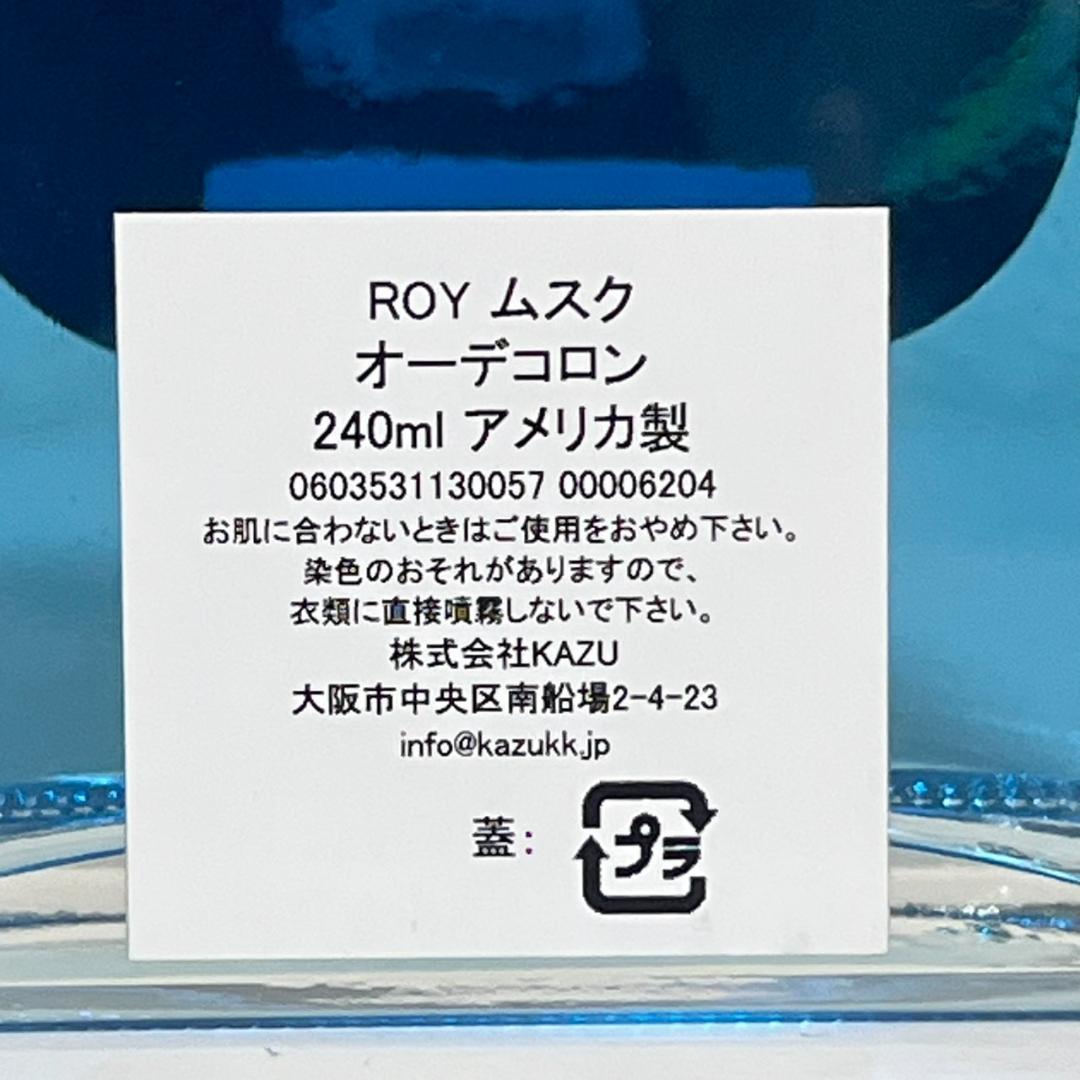 ROY ムスク
オーデコロン
240ml アメリカ製
0603531130057 00006204
お肌に合わないときはご使用をおやめ下さい。
染色のおそれがありますので、
衣類に直接噴霧しないで下さい。
株式会社KAZU
大阪市中央区南船場2-4-23
info@kazukk.jp
蓋: プラ